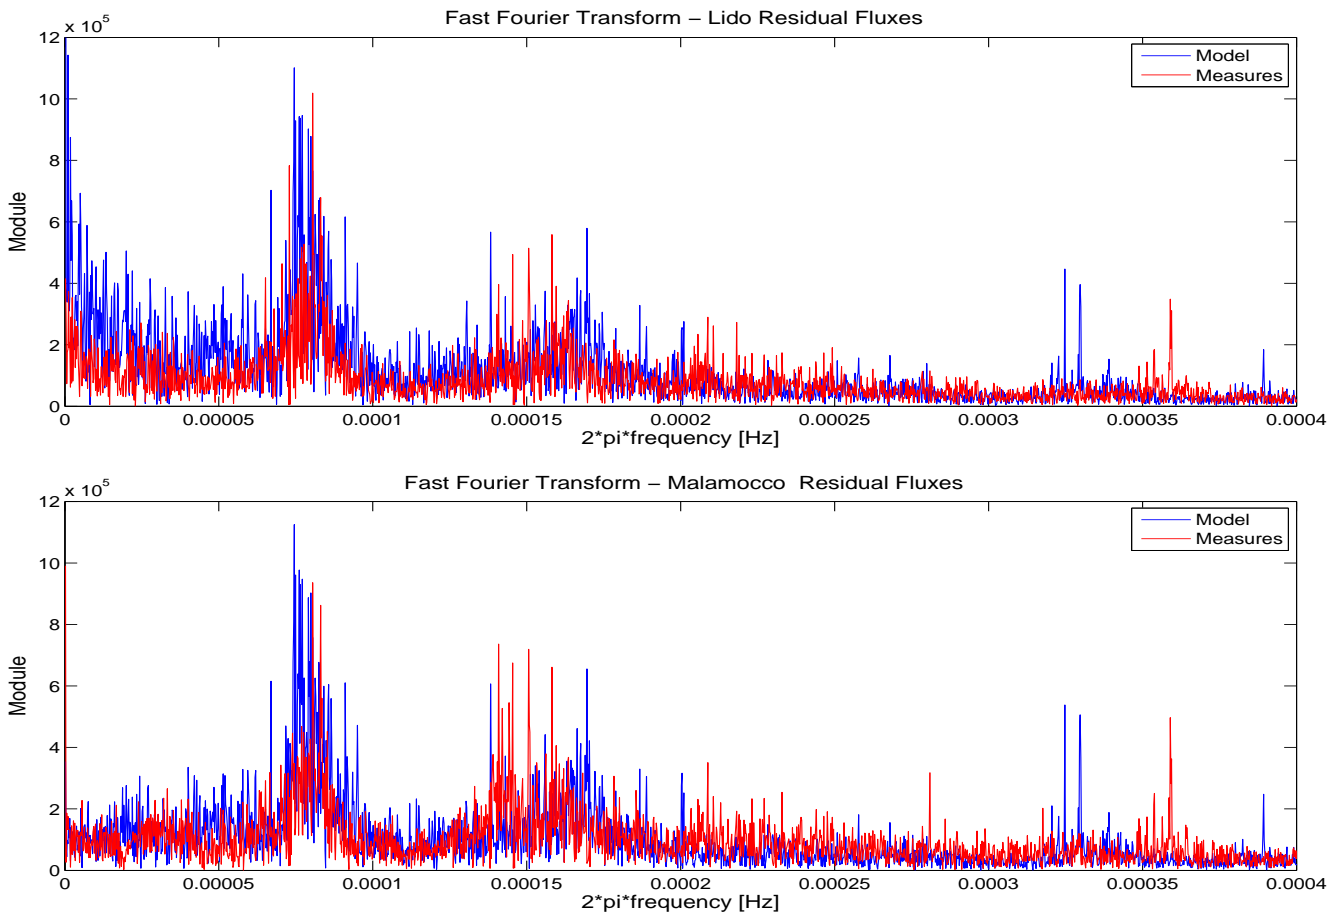 Fast Fourier Transform – Lido Residual Fluxes
x 10^5
12
10
8
6
4
2
0
Module
Model
Measures
0 0.00005 0.0001 0.00015 0.0002 0.00025 0.0003 0.00035 0.0004
2*pi*frequency [Hz]
Fast Fourier Transform – Malamocco Residual Fluxes
x 10^5
12
10
8
6
4
2
0
Module
Model
Measures
0 0.00005 0.0001 0.00015 0.0002 0.00025 0.0003 0.00035 0.0004
2*pi*frequency [Hz]